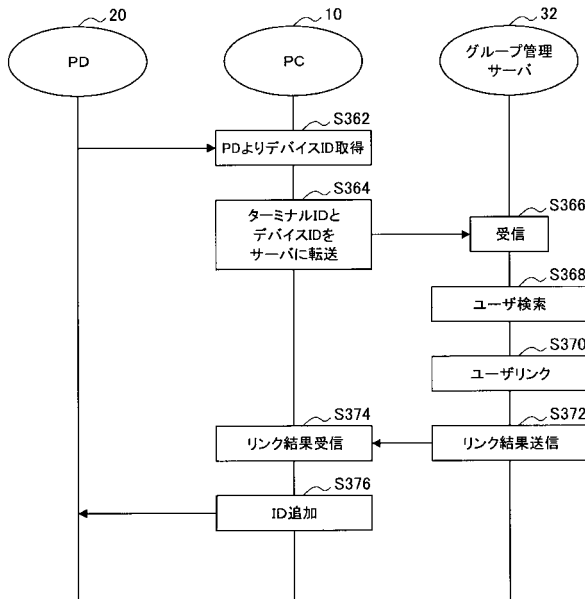 20
10
32
PD
PC
グループ管理
サーバ
S362
PDよりデバイスID取得
S364
ターミナルIDと
デバイスIDを
サーバに転送
S366
受信
S368
ユーザ検索
S370
ユーザリンク
S372
リンク結果送信
S374
リンク結果受信
S376
ID追加